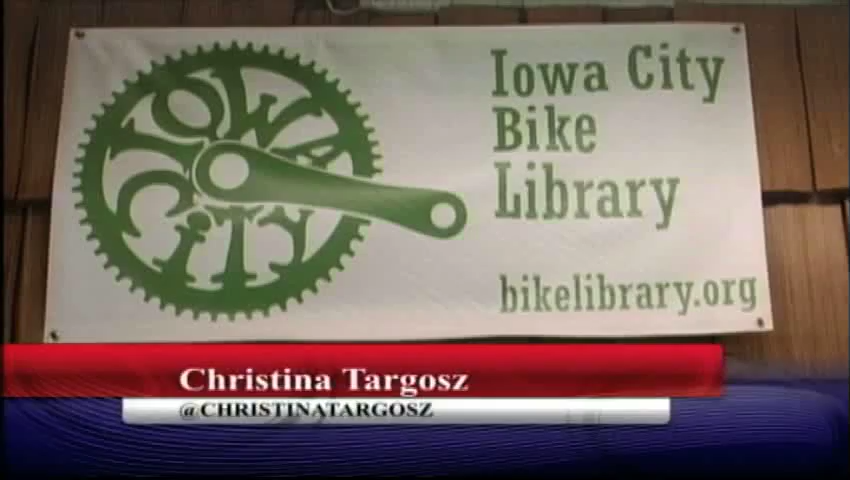 IOWA
CiTY
Iowa City
Bike
Library
bikelibrary.org
Christina Targosz
@CHRISTINATARGOSZ